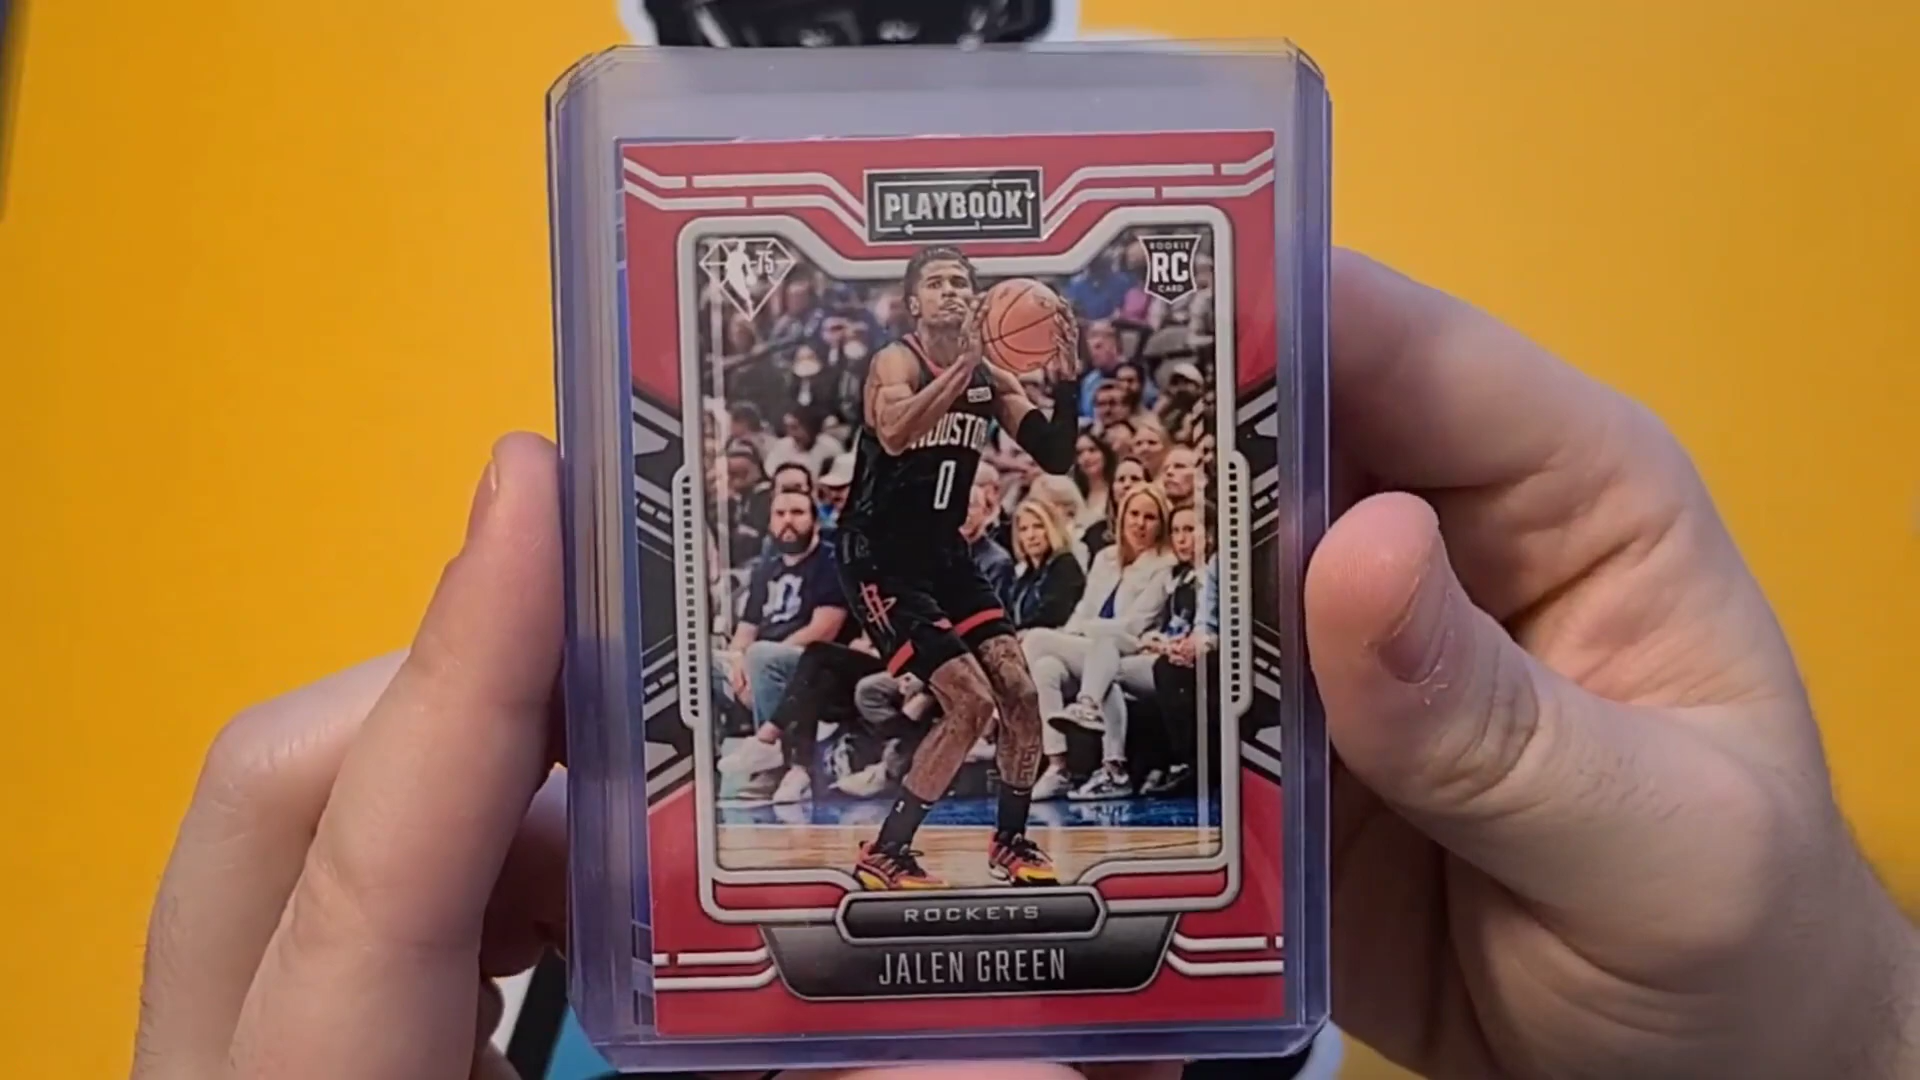 PLAYBOOK
75
ROOKIE
RC
CARD
HOUSTON
0
ROCKETS
JALEN GREEN